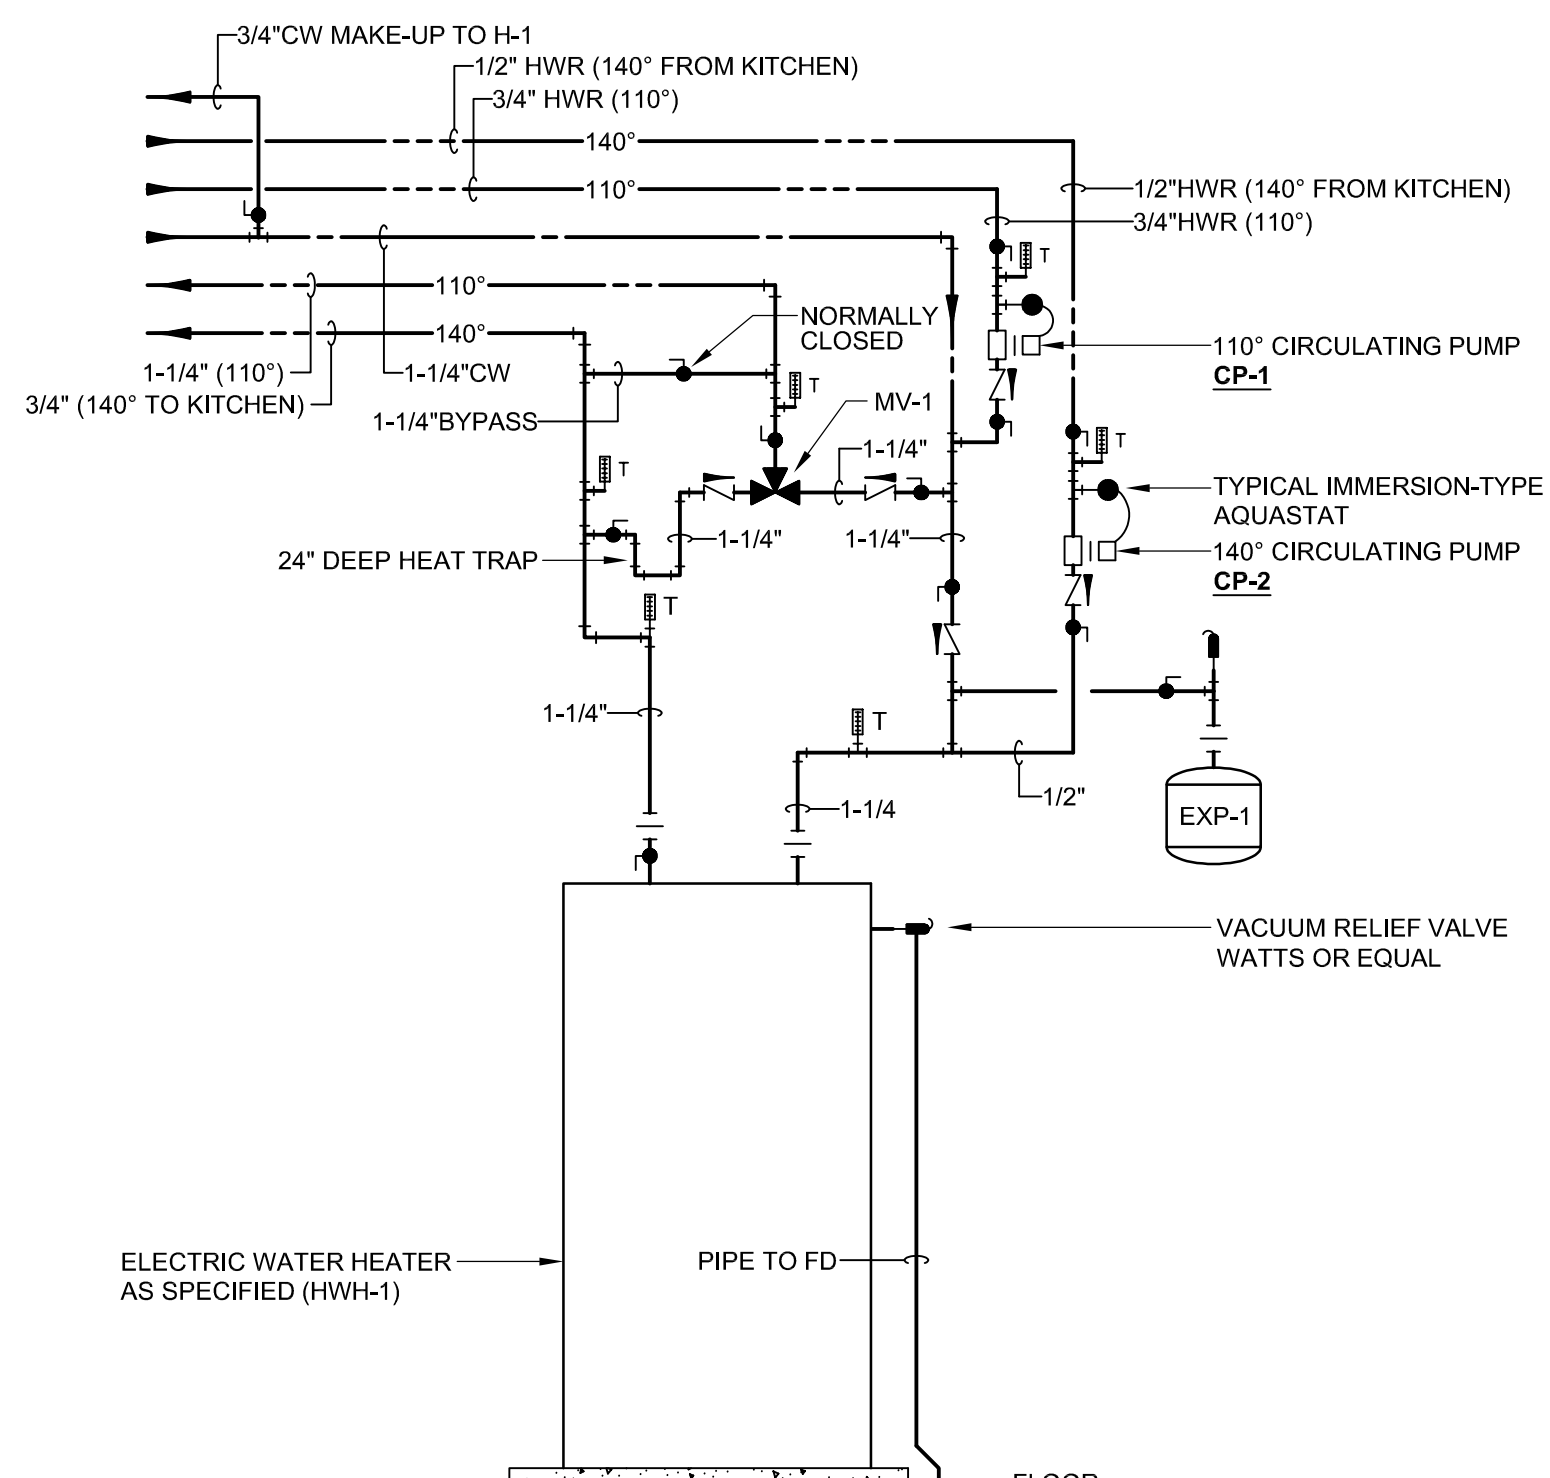 3/4"CW MAKE-UP TO H-1
1/2" HWR (140° FROM KITCHEN)
3/4" HWR (110°)
140°
110°
1/2"HWR (140° FROM KITCHEN)
3/4"HWR (110°)
T
110°
140°
NORMALLY
CLOSED
110° CIRCULATING PUMP
CP-1
1-1/4" (110°)
1-1/4"CW
3/4" (140° TO KITCHEN)
1-1/4"BYPASS
T
MV-1
1-1/4"
T
T
TYPICAL IMMERSION-TYPE
AQUASTAT
1-1/4"
1-1/4"
140° CIRCULATING PUMP
CP-2
24" DEEP HEAT TRAP
T
1-1/4"
T
1-1/4
1/2"
EXP-1
VACUUM RELIEF VALVE
WATTS OR EQUAL
ELECTRIC WATER HEATER
AS SPECIFIED (HWH-1)
PIPE TO FD
FLOOR